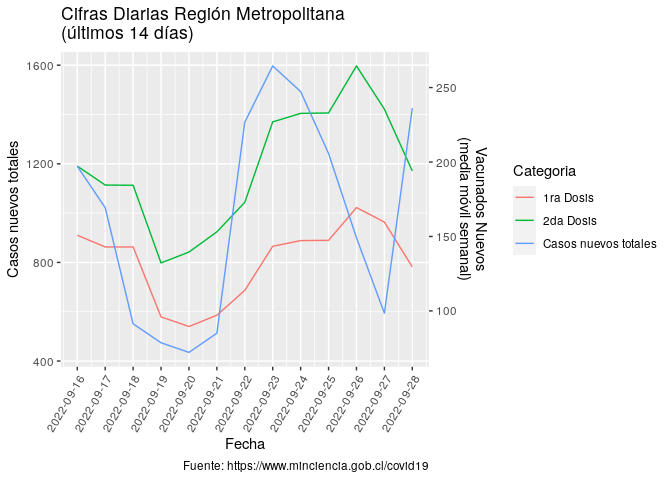 Cifras Diarias Región Metropolitana
(últimos 14 días)
Casos nuevos totales
1600
1200
800
400
250
200
150
100
Vacunados Nuevos
(media móvil semanal)
2022-09-16
2022-09-17
2022-09-18
2022-09-19
2022-09-20
2022-09-21
2022-09-22
2022-09-23
2022-09-24
2022-09-25
2022-09-26
2022-09-27
2022-09-28
Fecha
Categoria
1ra Dosis
2da Dosis
Casos nuevos totales
Fuente: https://www.minciencia.gob.cl/covid19